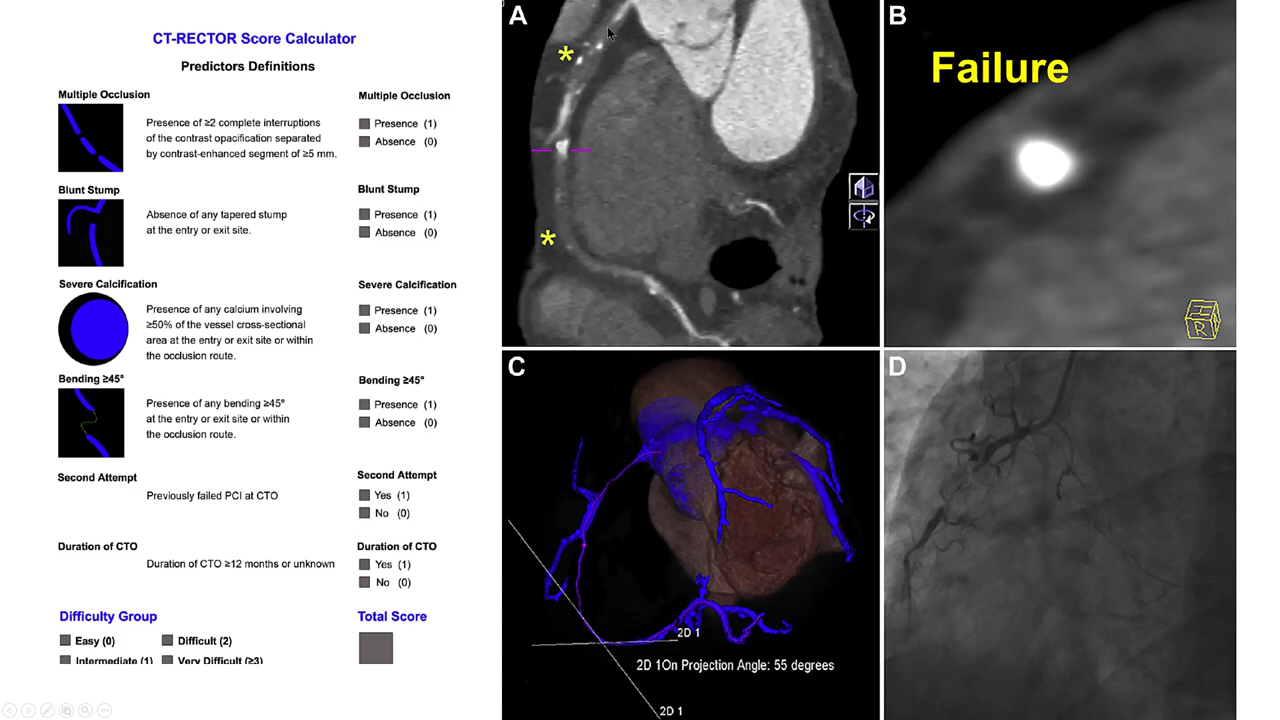 CT-RECTOR Score Calculator
Predictors Definitions
Multiple Occlusion
Presence of ≥2 complete interruptions
of the contrast opacification separated
by contrast-enhanced segment of ≥5 mm.
Multiple Occlusion
Presence (1)
Absence (0)
Blunt Stump
Absence of any tapered stump
at the entry or exit site.
Blunt Stump
Presence (1)
Absence (0)
Severe Calcification
Presence of any calcium involving
≥50% of the vessel cross-sectional
area at the entry or exit site or within
the occlusion route.
Severe Calcification
Presence (1)
Absence (0)
Bending ≥45°
Presence of any bending ≥45°
at the entry or exit site or within
the occlusion route.
Bending ≥45°
Presence (1)
Absence (0)
Second Attempt
Previously failed PCI at CTO
Second Attempt
Yes (1)
No (0)
Duration of CTO
Duration of CTO ≥12 months or unknown
Duration of CTO
Yes (1)
No (0)
Difficulty Group
Easy (0) Difficult (2)
Intermediate (1) Very Difficult (≥3)
Total Score
A
*
*
B
Failure
H
R
C
2D 1
2D 1On Projection Angle: 55 degrees
2D 1
D